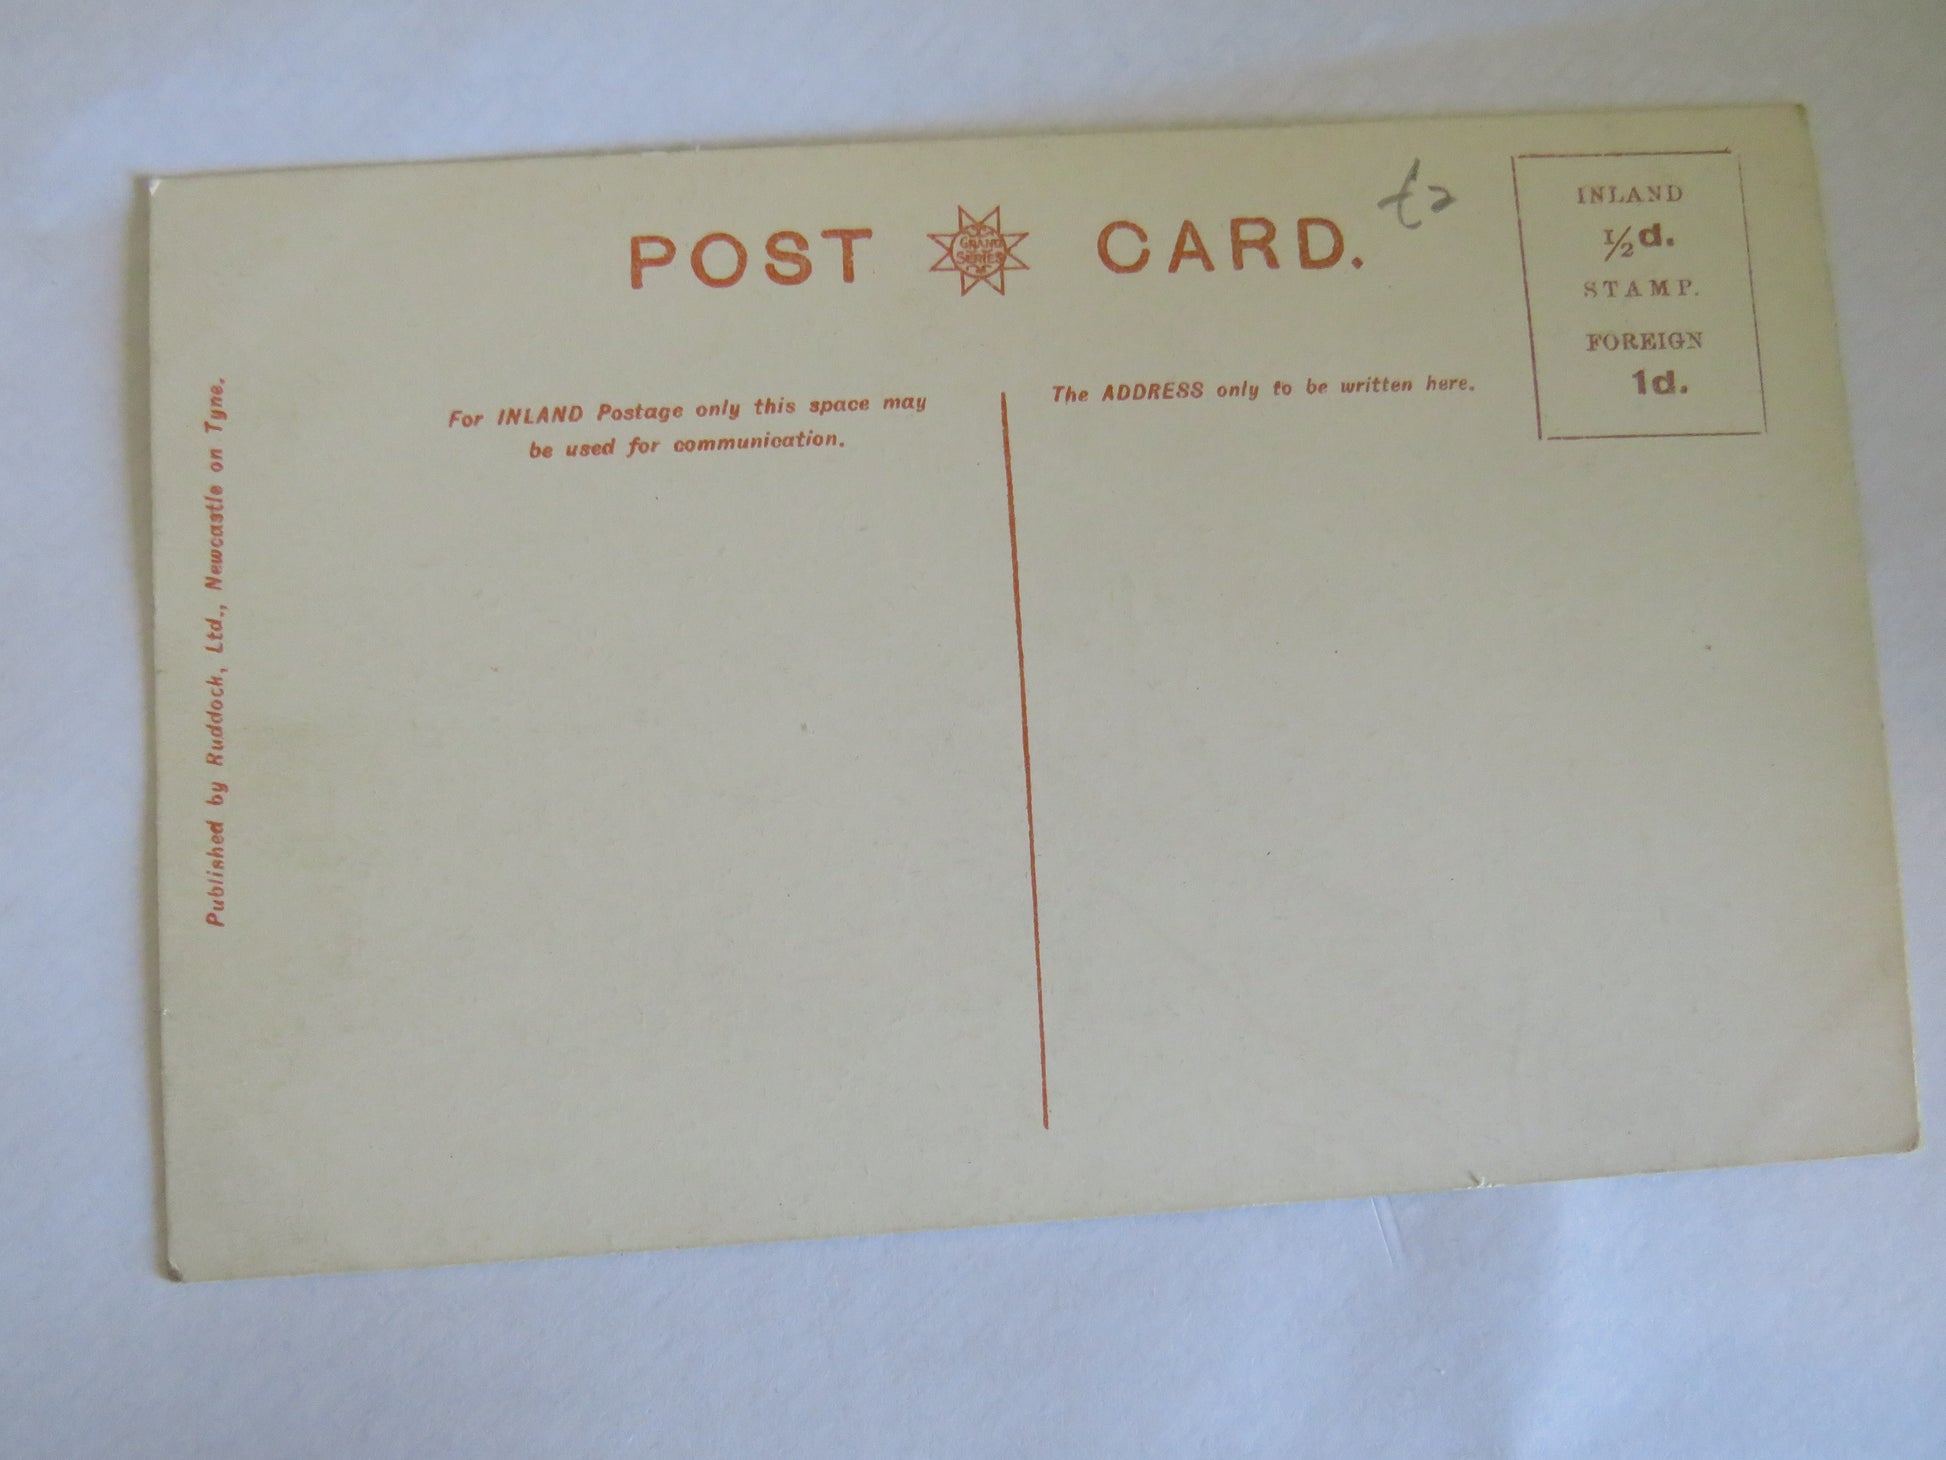 POST GRAND SERIES CARD.
£2
INLAND
1/2d.
STAMP.
FOREIGN
1d.
For INLAND Postage only this space may
be used for communication.
The ADDRESS only to be written here.
Published by Ruddock, Ltd., Newcastle on Tyne.